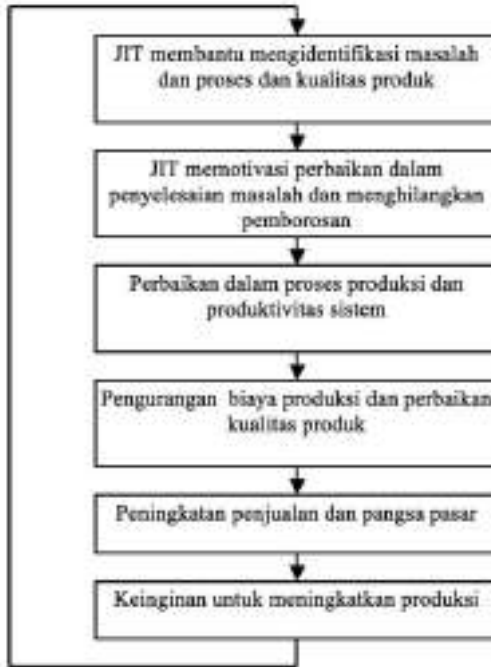 JIT membantu mengidentifikasi masalah
dan proses dan kualitas produk
JIT memotivasi perbaikan dalam
penyelesaian masalah dan menghilangkan
pemborosan
Perbaikan dalam proses produksi dan
produktivitas sistem
Pengurangan biaya produksi dan perbaikan
kualitas produk
Peningkatan penjualan dan pangsa pasar
Keinginan untuk meningkatkan produksi